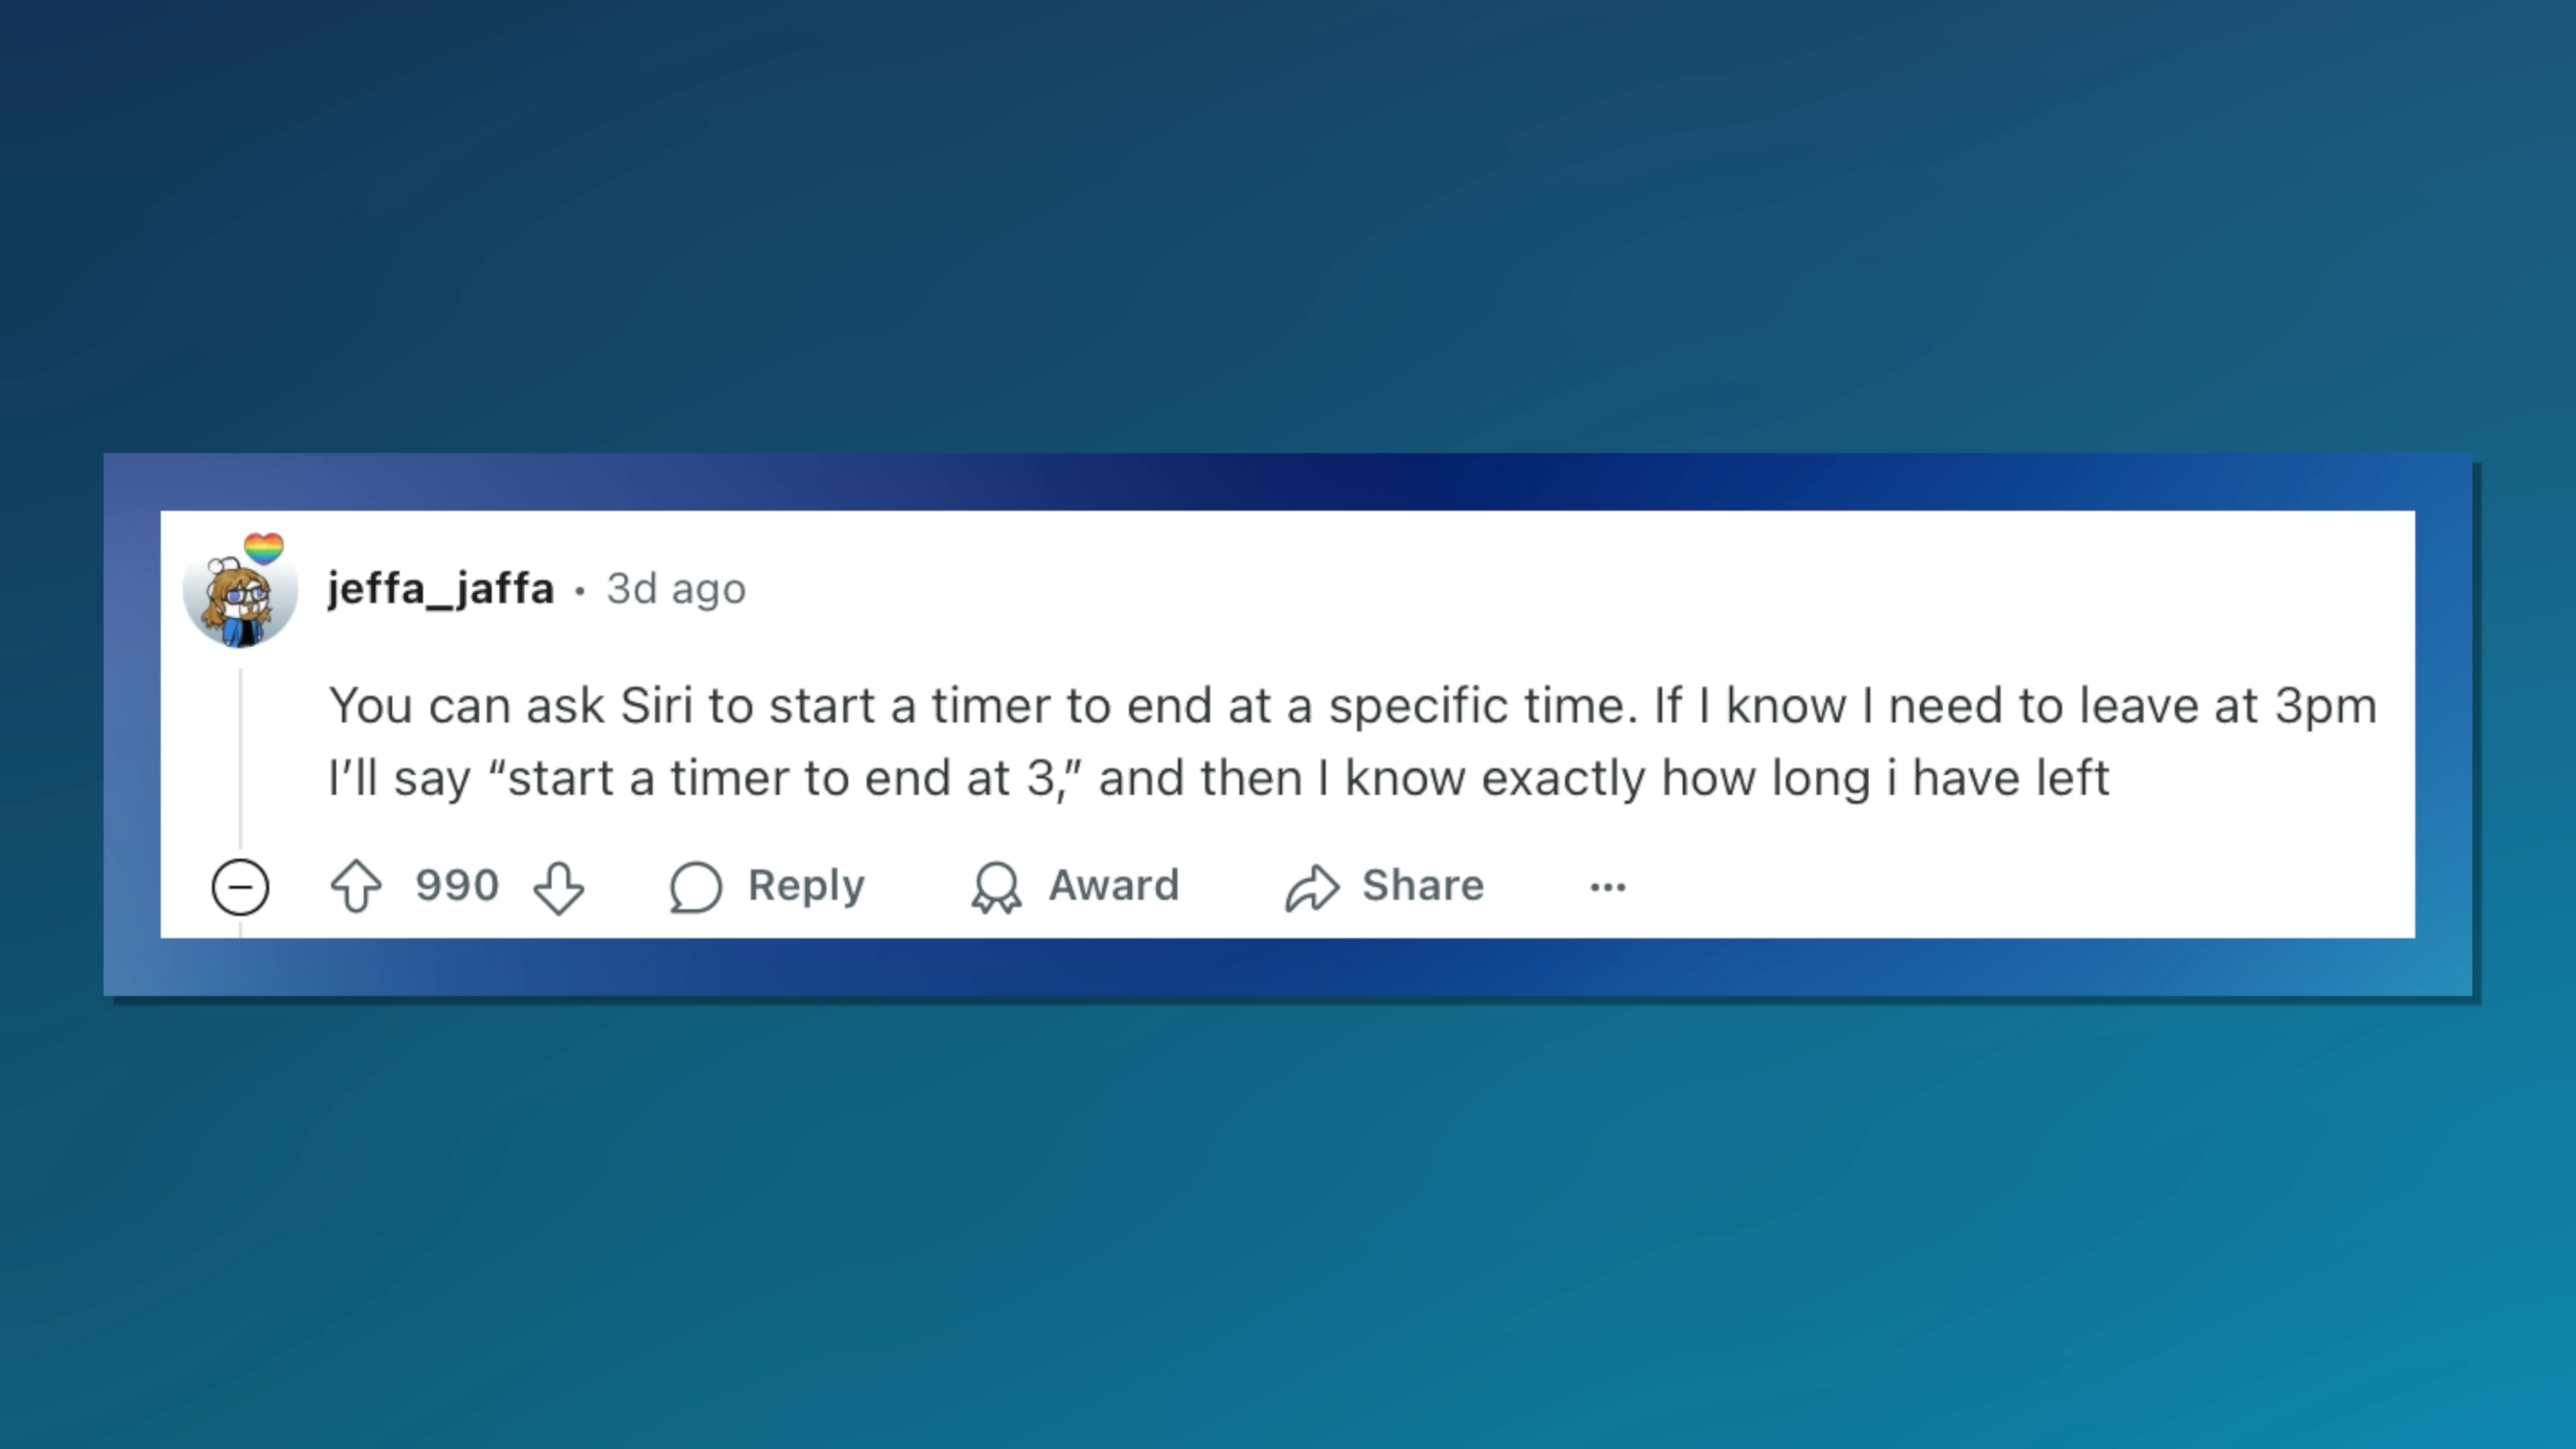 jeffa_jaffa • 3d ago
You can ask Siri to start a timer to end at a specific time. If I know I need to leave at 3pm
I’ll say “start a timer to end at 3,” and then I know exactly how long i have left
990 Reply Award Share ...